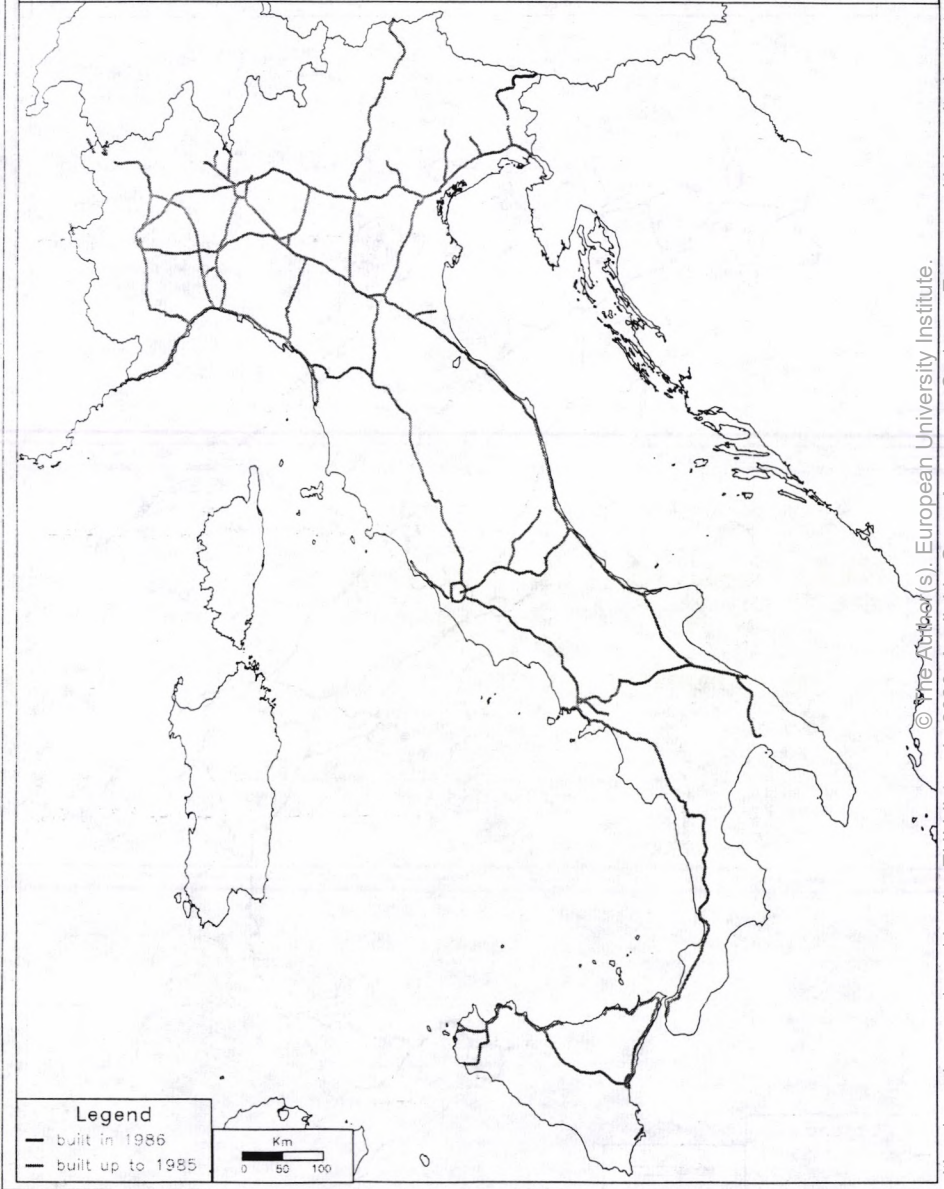 © The Author(s). European University Institute.
Legend
built in 1986
built up to 1985
Km
0 50 100